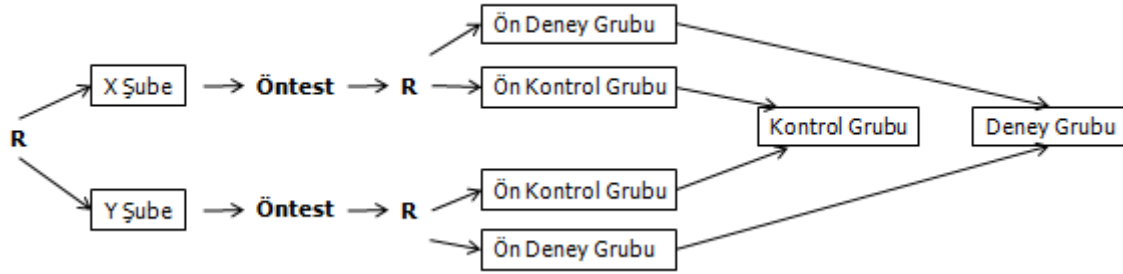 Ön Deney Grubu
X Şube Öntest R Ön Kontrol Grubu
Kontrol Grubu Deney Grubu
R
Ön Kontrol Grubu
Y Şube Öntest R
Ön Deney Grubu